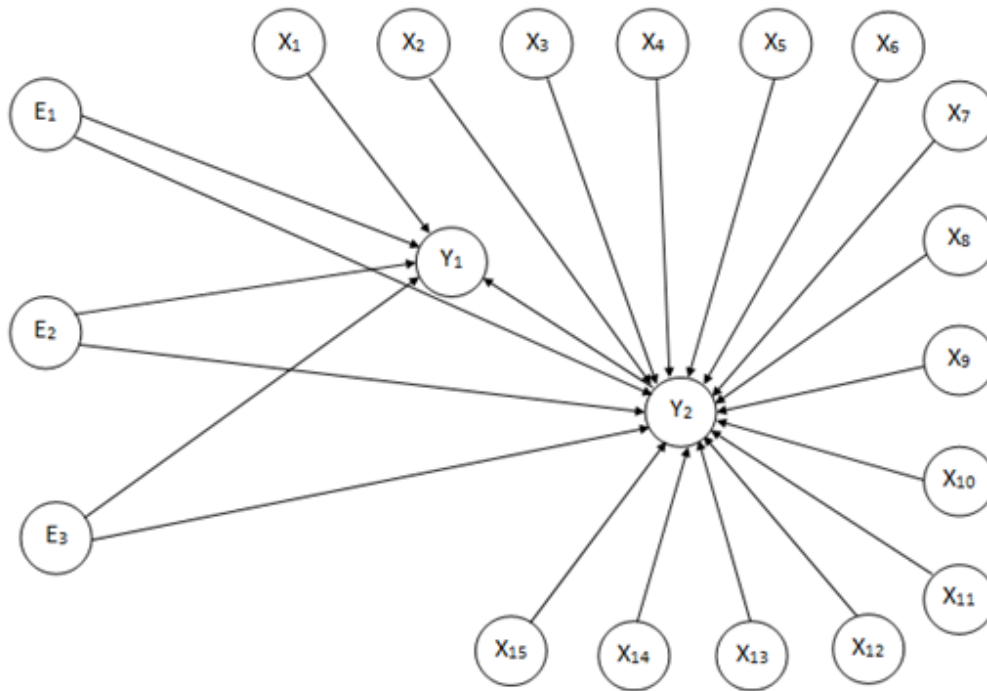 X₁
X₂
X₃
X₄
X₅
X₆
E₁
X₇
X₈
Y₁
E₂
X₉
Y₂
X₁₀
E₃
X₁₁
X₁₅
X₁₄
X₁₃
X₁₂